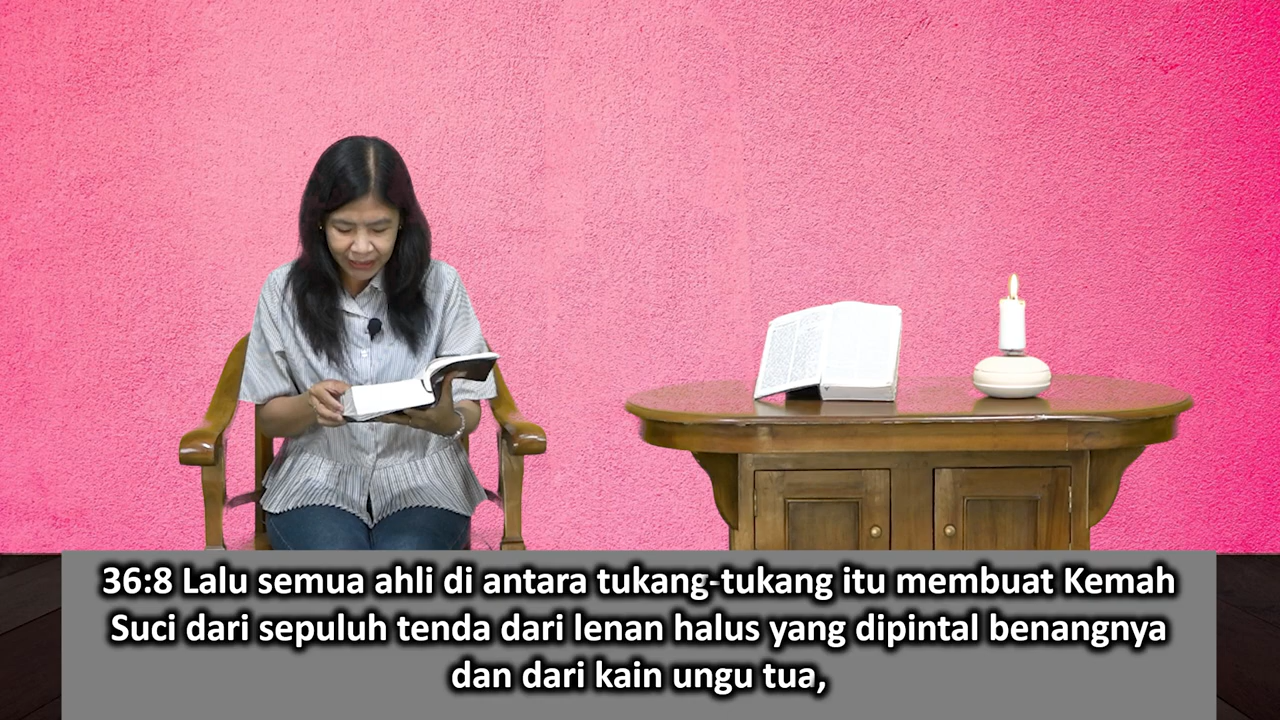 36:8 Lalu semua ahli di antara tukang-tukang itu membuat Kemah
Suci dari sepuluh tenda dari lenan halus yang dipintal benangnya
dan dari kain ungu tua,